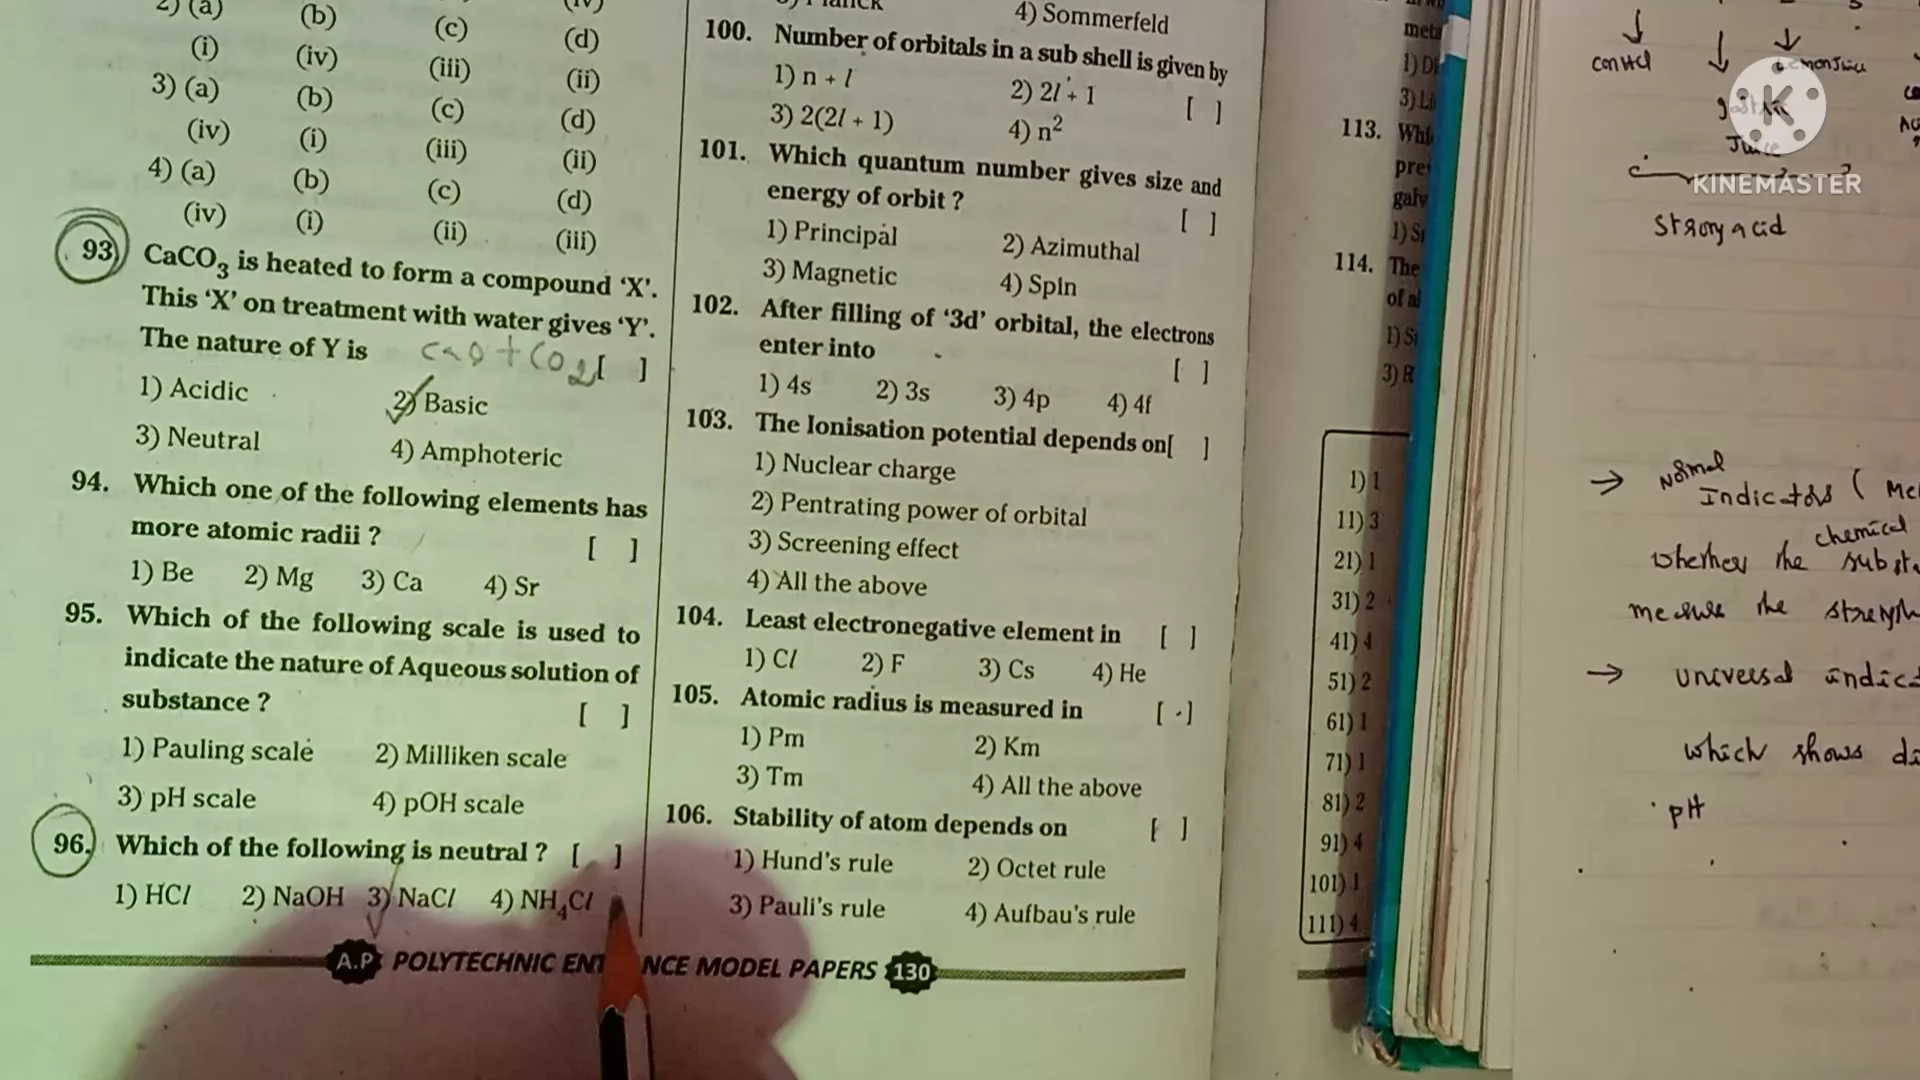 2) (a) (b) (c) (d)
(i) (iv) (iii) (ii)
3) (a) (b) (c) (d)
(iv) (i) (iii) (ii)
4) (a) (b) (c) (d)
(iv) (i) (ii) (iii)
93) CaCO3 is heated to form a compound ‘X’.
This ‘X’ on treatment with water gives ‘Y’.
The nature of Y is CaO + CO2 [ ]
1) Acidic 2) Basic
3) Neutral 4) Amphoteric
94. Which one of the following elements has
more atomic radii ? [ ]
1) Be 2) Mg 3) Ca 4) Sr
95. Which of the following scale is used to
indicate the nature of Aqueous solution of
substance ? [ ]
1) Pauling scale 2) Milliken scale
3) pH scale 4) pOH scale
96. Which of the following is neutral ? [ ]
1) HCl 2) NaOH 3) NaCl 4) NH4Cl
4) Sommerfeld
100. Number of orbitals in a sub shell is given by
1) n + l 2) 2l + 1 [ ]
3) 2(2l + 1) 4) n²
101. Which quantum number gives size and
energy of orbit ? [ ]
1) Principal 2) Azimuthal
3) Magnetic 4) Spin
102. After filling of ‘3d’ orbital, the electrons
enter into [ ]
1) 4s 2) 3s 3) 4p 4) 4f
103. The Ionisation potential depends on[ ]
1) Nuclear charge
2) Pentrating power of orbital
3) Screening effect
4) All the above
104. Least electronegative element in [ ]
1) Cl 2) F 3) Cs 4) He
105. Atomic radius is measured in [ ]
1) Pm 2) Km
3) Tm 4) All the above
106. Stability of atom depends on [ ]
1) Hund's rule 2) Octet rule
3) Pauli's rule 4) Aufbau's rule
A.P POLYTECHNIC MODEL PAPERS 130
meta
113.
114. The
of al
3) R
1) 1
11) 3
21) 1
31) 2
41) 4
51) 2
61) 1
71) 1
81) 2
91) 4
101) 1
111) 4
con HCl
Juice
KINEMASTER
Strong acid
→ Normal
Indicators (
chemical
whether the
measure the
→ universal
which shows
pH